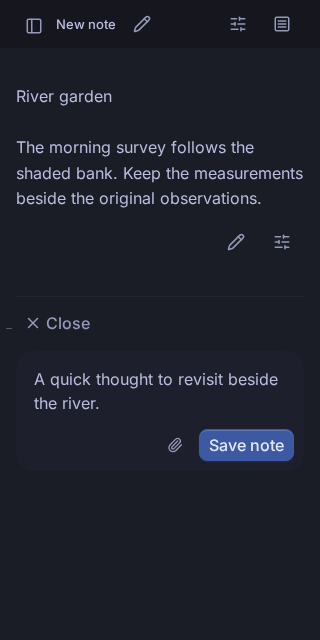 New note
River garden
The morning survey follows the
shaded bank. Keep the measurements
beside the original observations.
Close
A quick thought to revisit beside
the river.
Save note